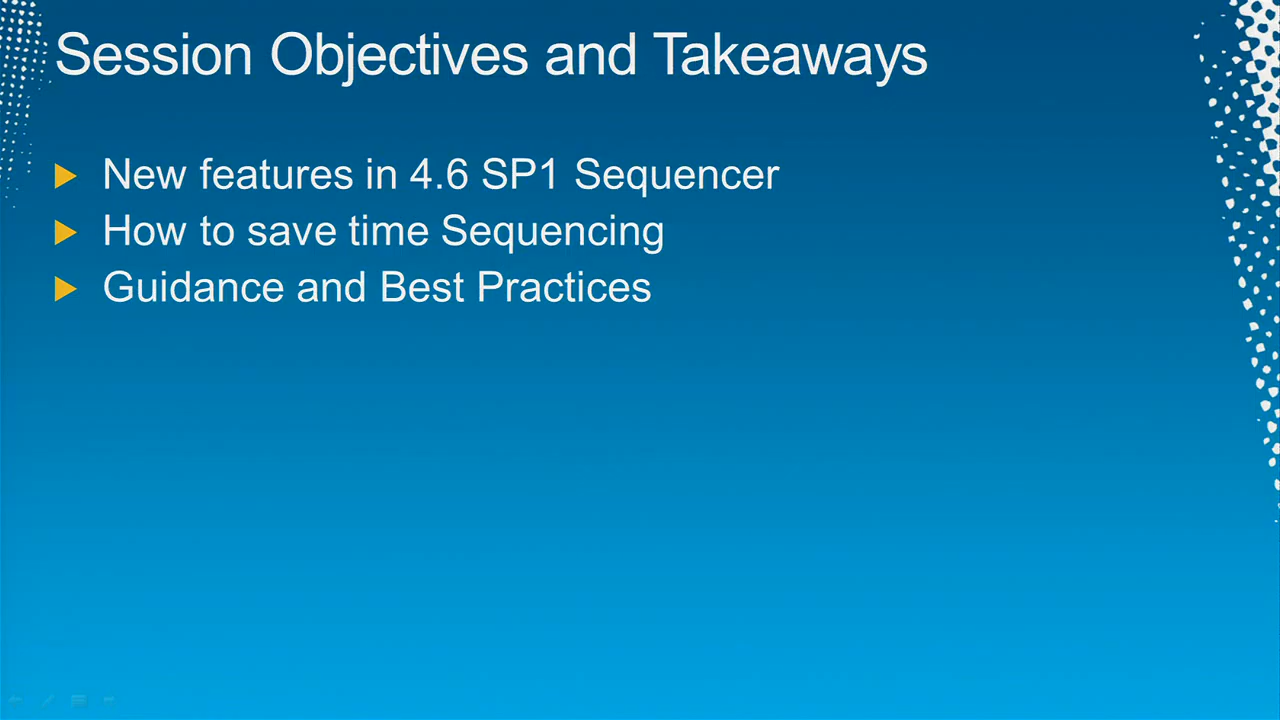 Session Objectives and Takeaways
New features in 4.6 SP1 Sequencer
How to save time Sequencing
Guidance and Best Practices